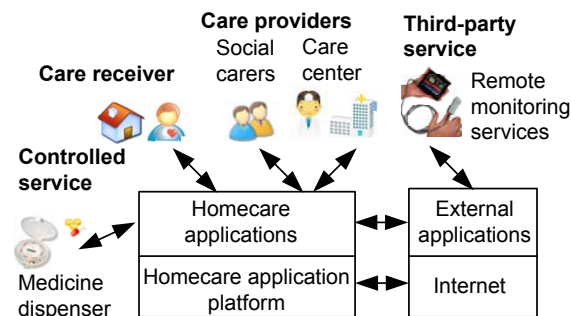 Care providers
Third-party
service
Social
carers
Care
center
Care receiver
Remote
monitoring
services
Controlled
service
Homecare
applications
External
applications
Medicine
dispenser
Homecare application
platform
Internet